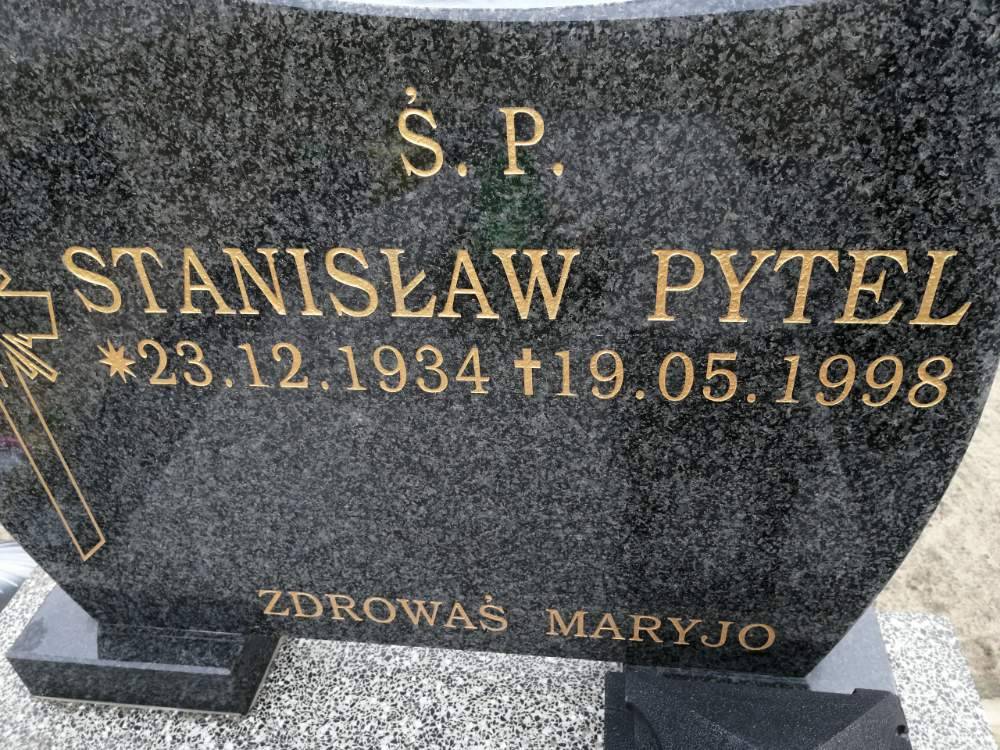 Ś. P.
STANISŁAW PYTEL
*23.12.1934 †19.05.1998
ZDROWAŚ MARYJO